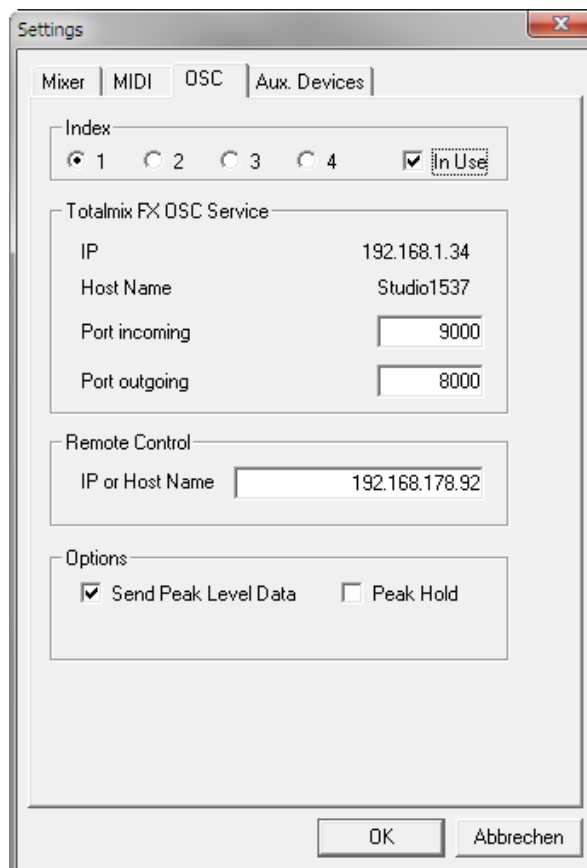 Settings
Mixer MIDI OSC Aux. Devices
Index
1 2 3 4 In Use
Totalmix FX OSC Service
IP 192.168.1.34
Host Name Studio1537
Port incoming 9000
Port outgoing 8000
Remote Control
IP or Host Name 192.168.178.92
Options
Send Peak Level Data Peak Hold
OK Abbrechen